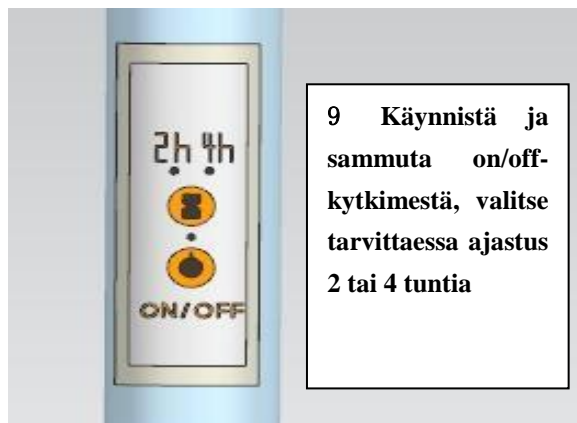 2h 4h
ON/OFF
9 Käynnistä ja
sammuta on/off-
kytkimestä, valitse
tarvittaessa ajastus
2 tai 4 tuntia